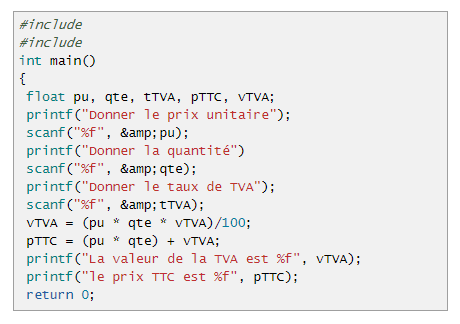 #include
#include
int main()
{
float pu, qte, tTVA, pTTC, vTVA;
printf("Donner le prix unitaire");
scanf("%f", &amp;pu);
printf("Donner la quantité")
scanf("%f", &amp;qte);
printf("Donner le taux de TVA");
scanf("%f", &amp;tTVA);
vTVA = (pu * qte * vTVA)/100;
pTTC = (pu * qte) + vTVA;
printf("La valeur de la TVA est %f", vTVA);
printf("le prix TTC est %f", pTTC);
return 0;